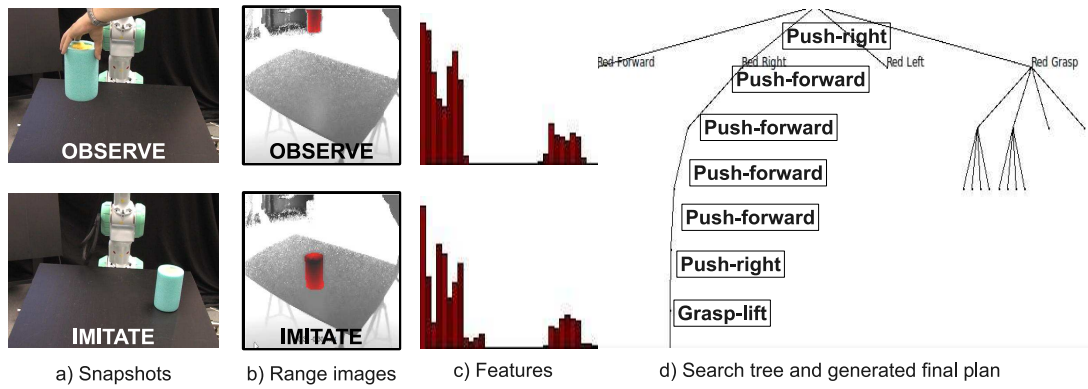 Push-right
Red Forward
Red Right
Red Left
Red Grasp
Push-forward
OBSERVE
OBSERVE
Push-forward
Push-forward
Push-forward
Push-right
Grasp-lift
IMITATE
IMITATE
a) Snapshots
b) Range images
c) Features
d) Search tree and generated final plan